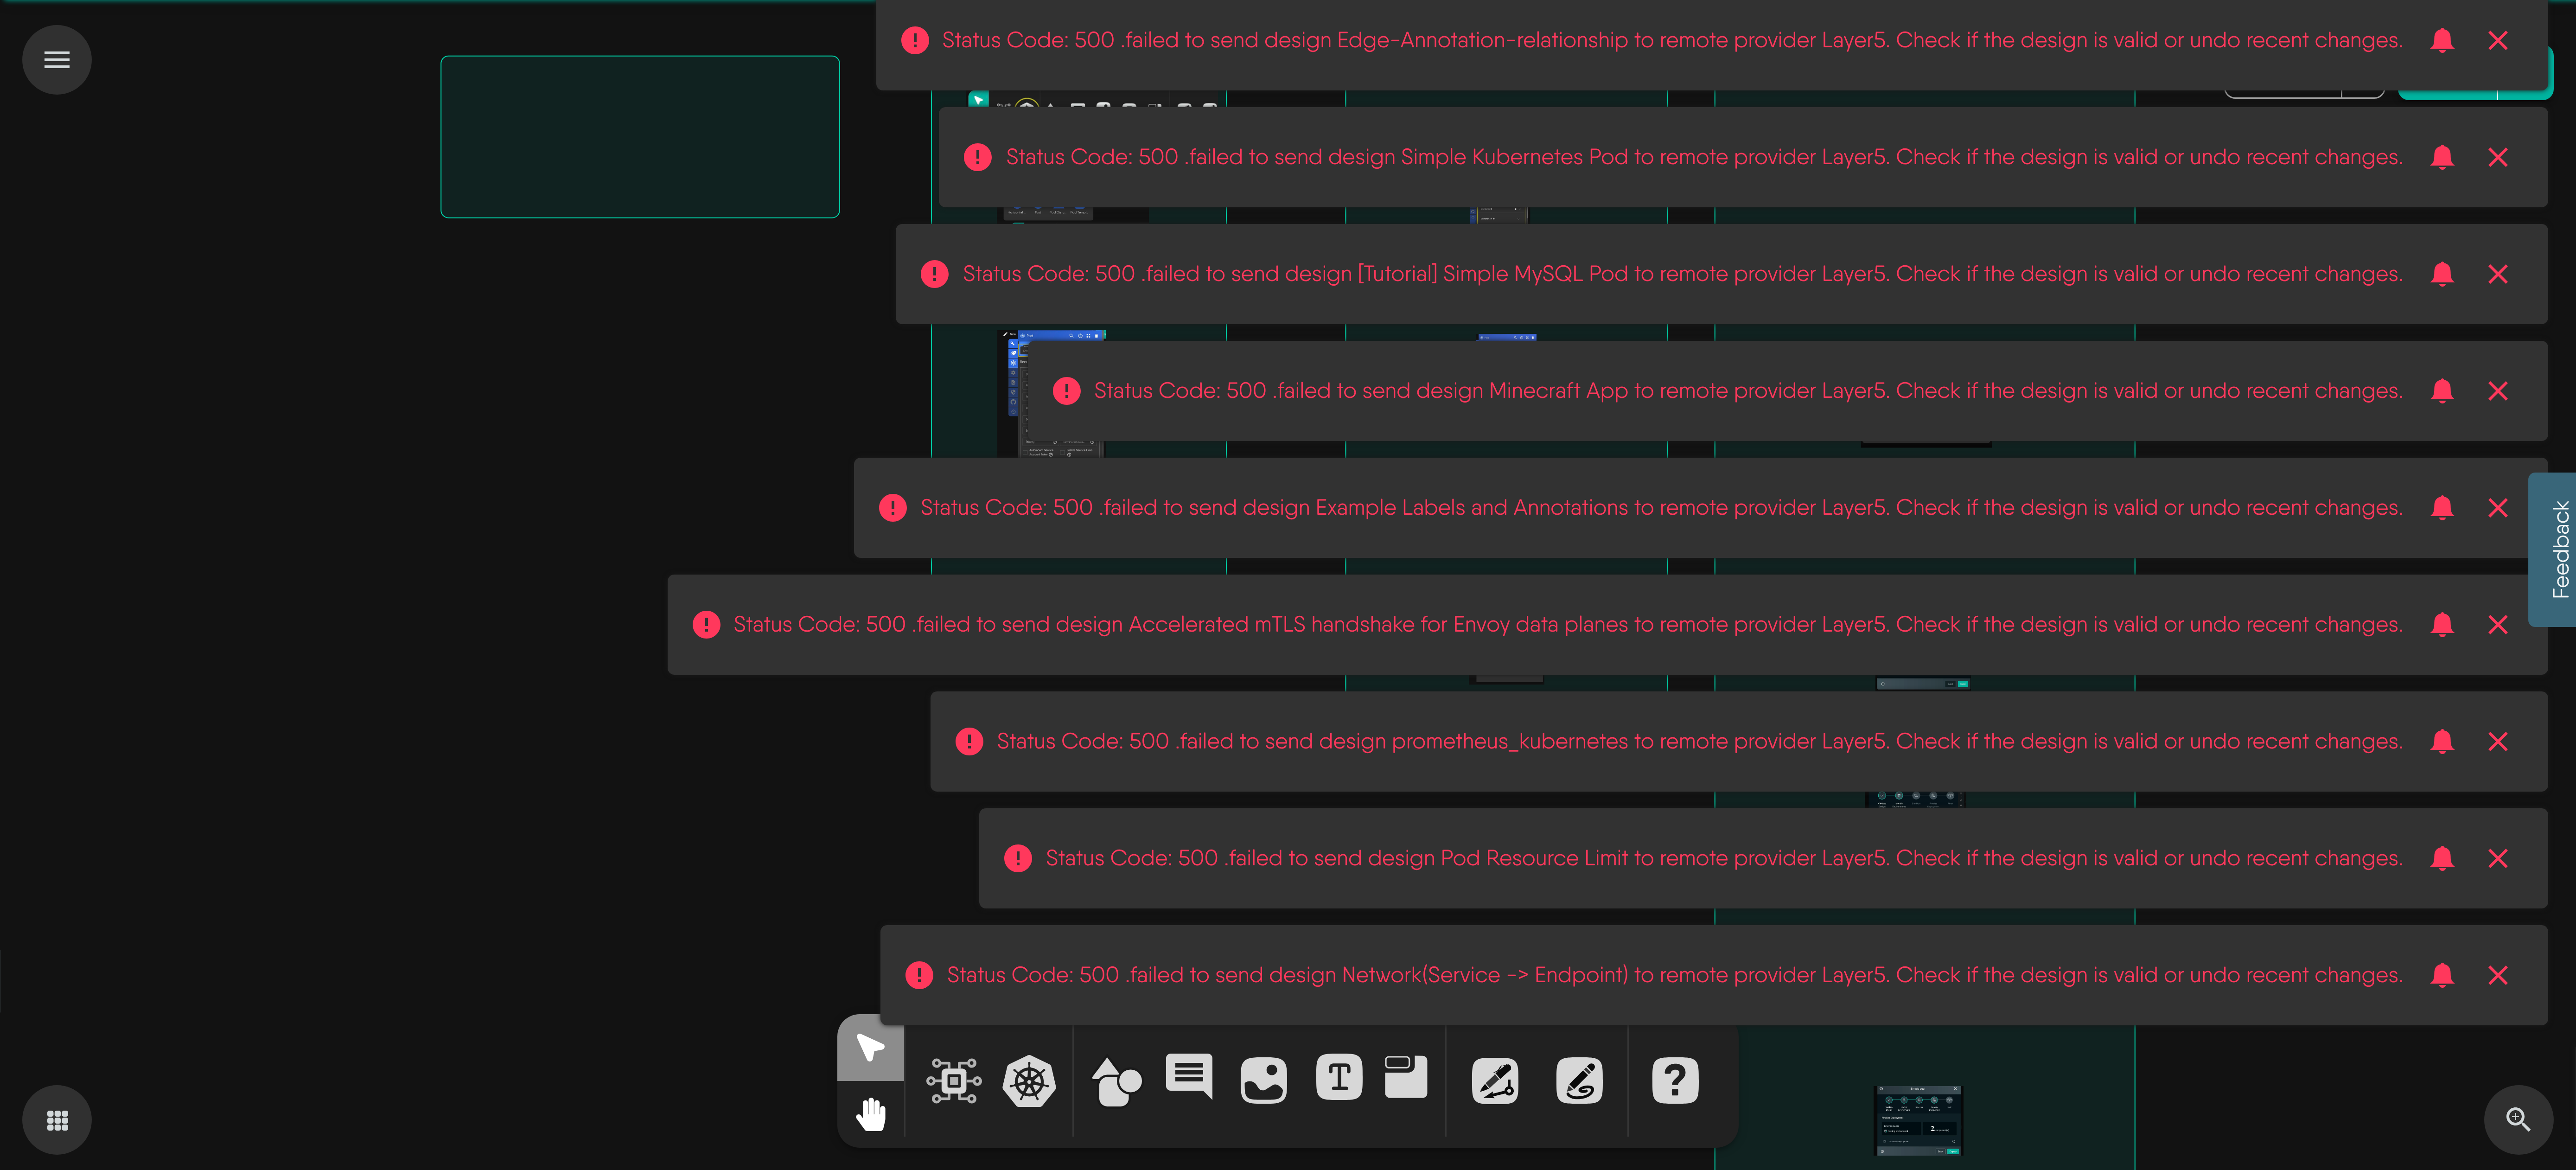 Status Code: 500 .failed to send design Edge-Annotation-relationship to remote provider Layer5. Check if the design is valid or undo recent changes.
Status Code: 500 .failed to send design Simple Kubernetes Pod to remote provider Layer5. Check if the design is valid or undo recent changes.
Status Code: 500 .failed to send design [Tutorial] Simple MySQL Pod to remote provider Layer5. Check if the design is valid or undo recent changes.
Status Code: 500 .failed to send design Minecraft App to remote provider Layer5. Check if the design is valid or undo recent changes.
Status Code: 500 .failed to send design Example Labels and Annotations to remote provider Layer5. Check if the design is valid or undo recent changes.
Feedback
Status Code: 500 .failed to send design Accelerated mTLS handshake for Envoy data planes to remote provider Layer5. Check if the design is valid or undo recent changes.
Status Code: 500 .failed to send design prometheus_kubernetes to remote provider Layer5. Check if the design is valid or undo recent changes.
Status Code: 500 .failed to send design Pod Resource Limit to remote provider Layer5. Check if the design is valid or undo recent changes.
Status Code: 500 .failed to send design Network(Service -> Endpoint) to remote provider Layer5. Check if the design is valid or undo recent changes.